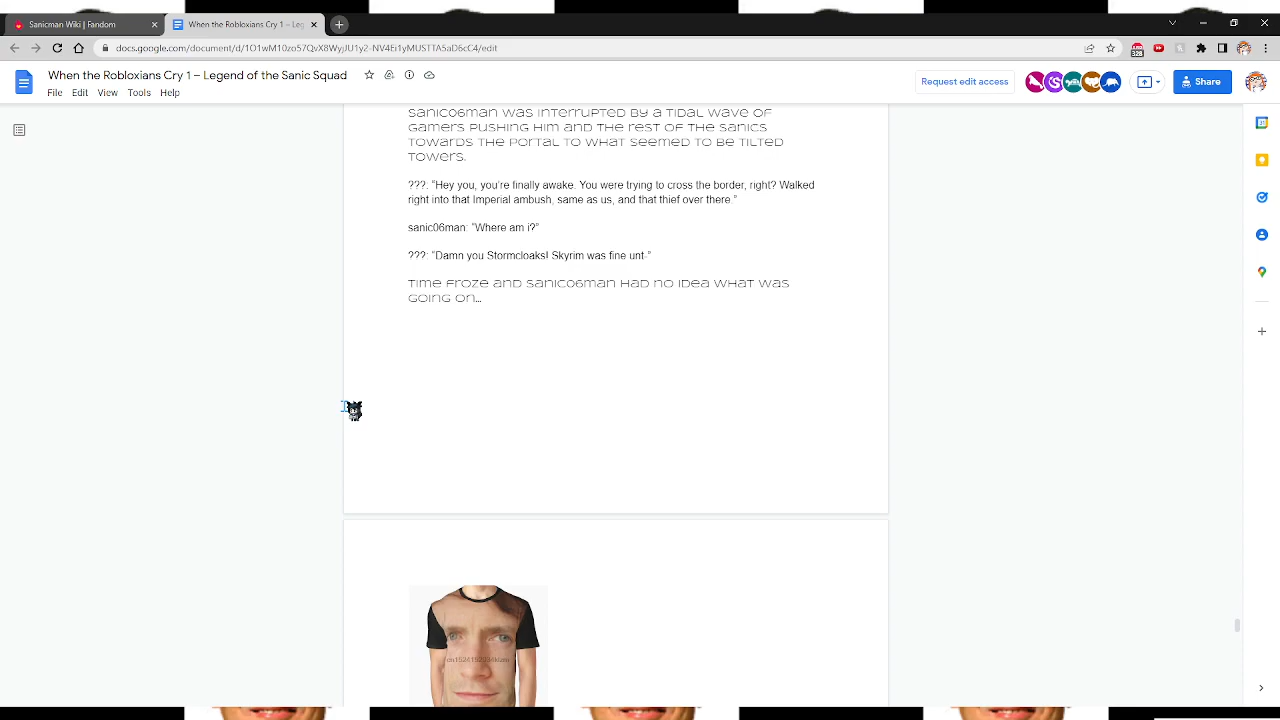 Sanicman Wiki | Fandom
When the Robloxians Cry 1 – Leg
docs.google.com/document/d/1O1wM10zo57QvX8WyjJU1y2-NV4Ei1yMUSTTA5aD6cC4/edit
When the Robloxians Cry 1 – Legend of the Sanic Squad
File Edit View Tools Help
Request edit access
Share
sanic06man was interrupted by a tidal wave of
gamers pushing him and the rest of the sanics
towards the portal to what seemed to be Tilted
Towers.
???: “Hey you, you’re finally awake. You were trying to cross the border, right? Walked
right into that Imperial ambush, same as us, and that thief over there.”
sanic06man: “Where am i?”
???: “Damn you Stormcloaks! Skyrim was fine unt-”
Time froze and sanic06man had no idea what was
going on...